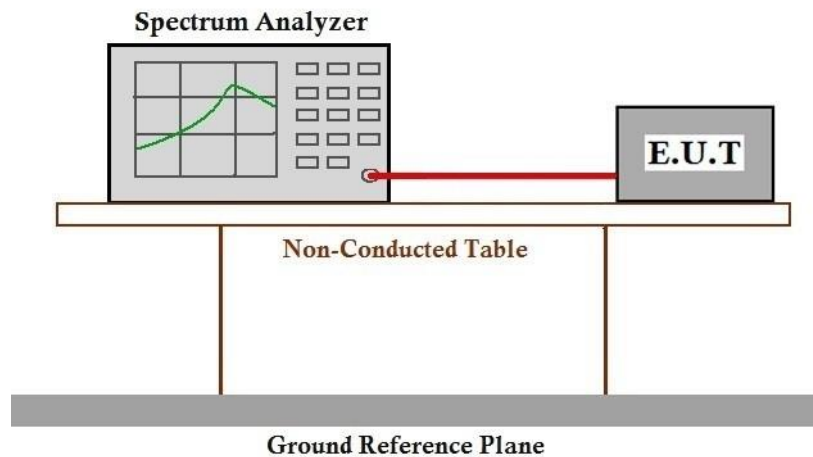 Spectrum Analyzer
E.U.T
Non-Conducted Table
Ground Reference Plane